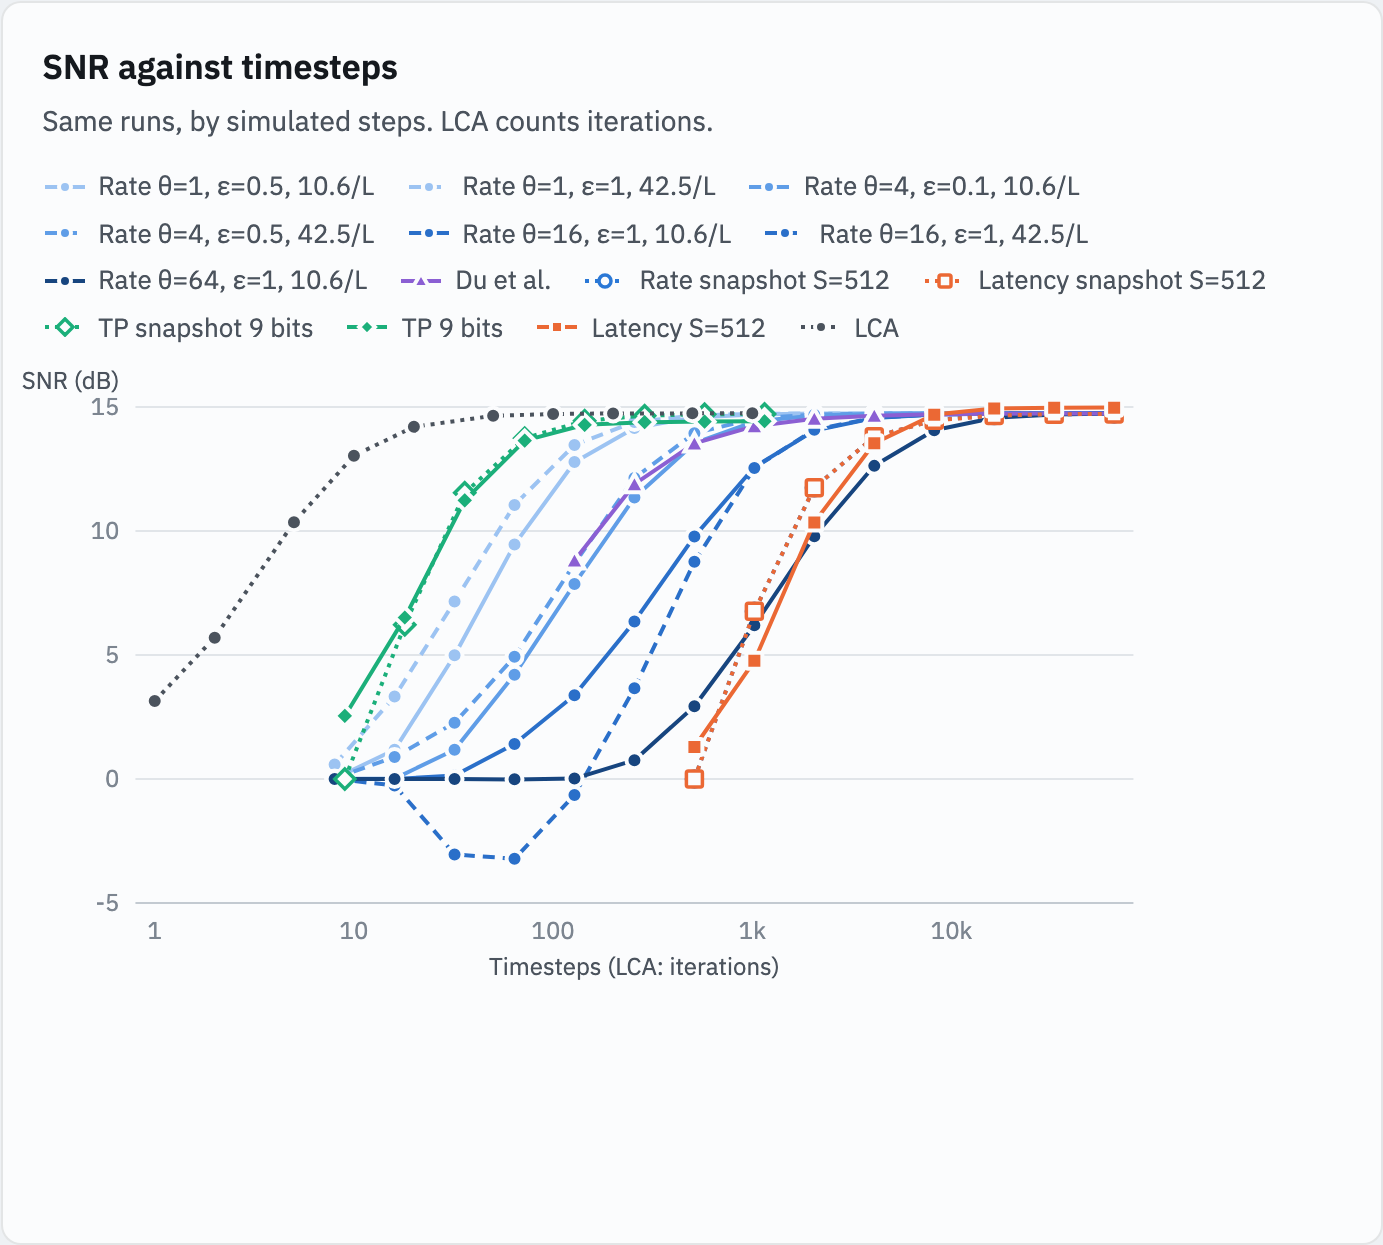 SNR against timesteps
Same runs, by simulated steps. LCA counts iterations.
Rate θ=1, ε=0.5, 10.6/L Rate θ=1, ε=1, 42.5/L Rate θ=4, ε=0.1, 10.6/L
Rate θ=4, ε=0.5, 42.5/L Rate θ=16, ε=1, 10.6/L Rate θ=16, ε=1, 42.5/L
Rate θ=64, ε=1, 10.6/L Du et al. Rate snapshot S=512 Latency snapshot S=512
TP snapshot 9 bits TP 9 bits Latency S=512 LCA
SNR (dB)
15
10
5
0
-5
1 10 100 1k 10k
Timesteps (LCA: iterations)